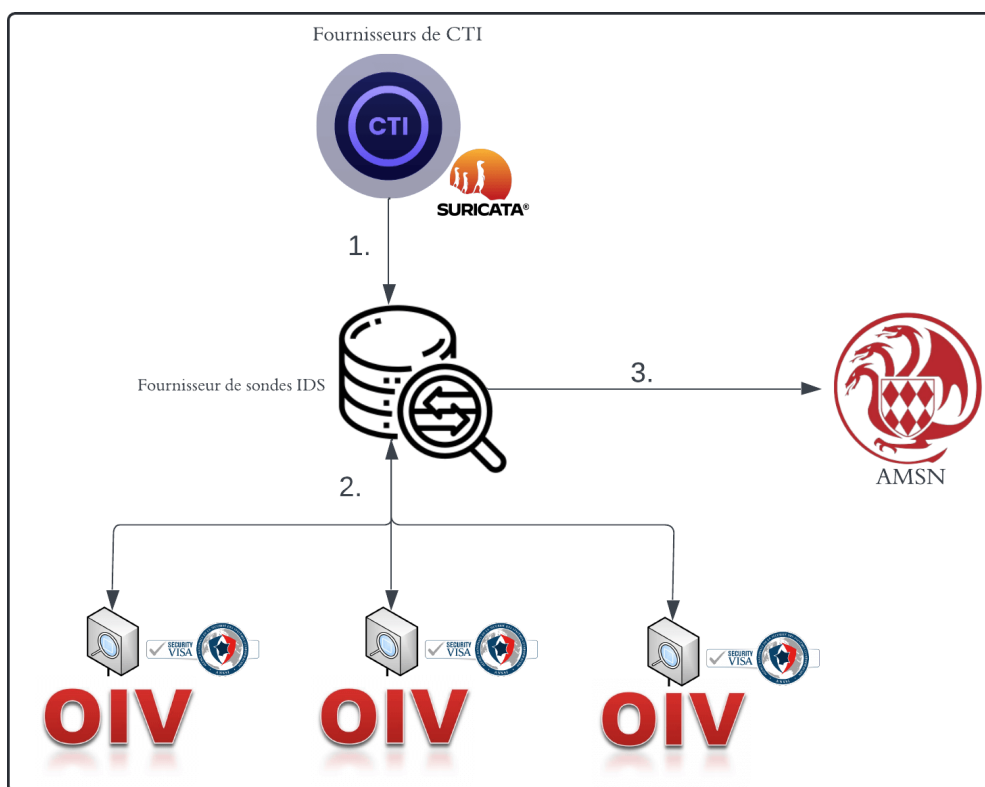 Fournisseurs de CTI
CTI
SURICATA®
1.
Fournisseur de sondes IDS
3.
AMSN
2.
SECURITY
VISA
SECURITY
VISA
SECURITY
VISA
OIV
OIV
OIV